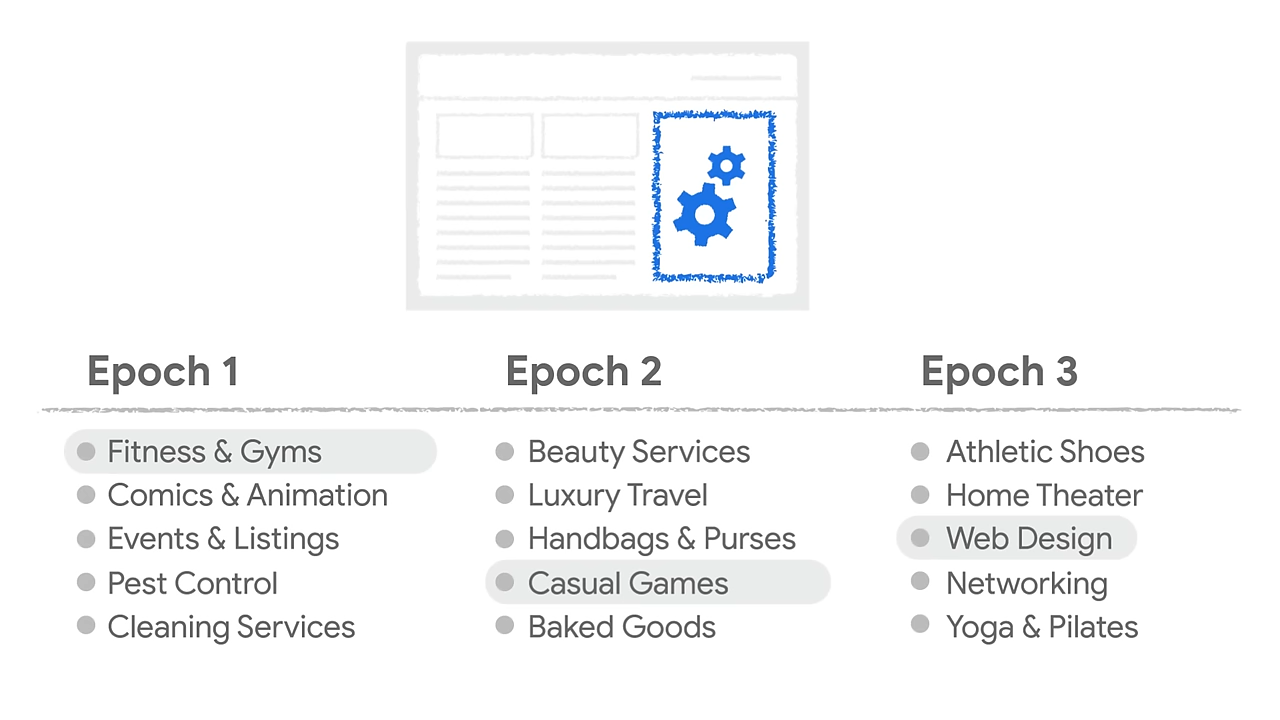 Epoch 1
Fitness & Gyms
Comics & Animation
Events & Listings
Pest Control
Cleaning Services
Epoch 2
Beauty Services
Luxury Travel
Handbags & Purses
Casual Games
Baked Goods
Epoch 3
Athletic Shoes
Home Theater
Web Design
Networking
Yoga & Pilates